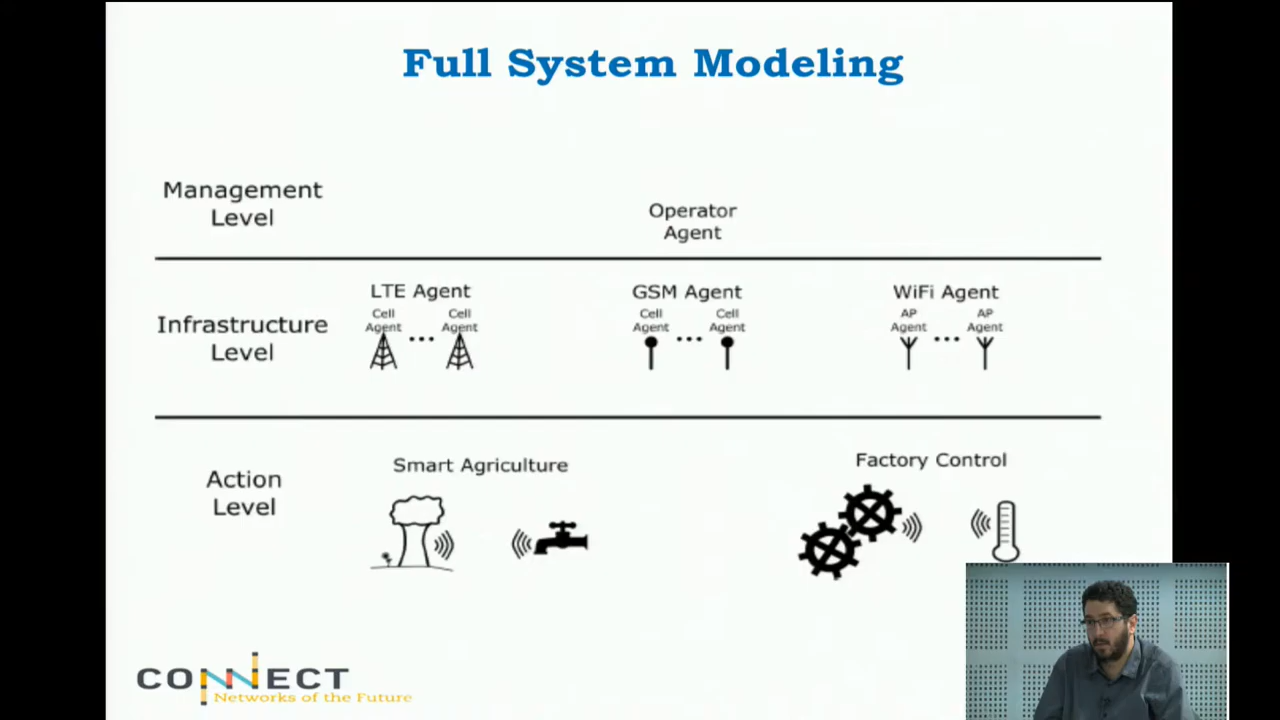 Full System Modeling
Management
Level
Operator
Agent
Infrastructure
Level
LTE Agent
Cell
Agent
Cell
Agent
...
GSM Agent
Cell
Agent
Cell
Agent
...
WiFi Agent
AP
Agent
AP
Agent
...
Action
Level
Smart Agriculture
Factory Control
CONNECT
Networks of the Future